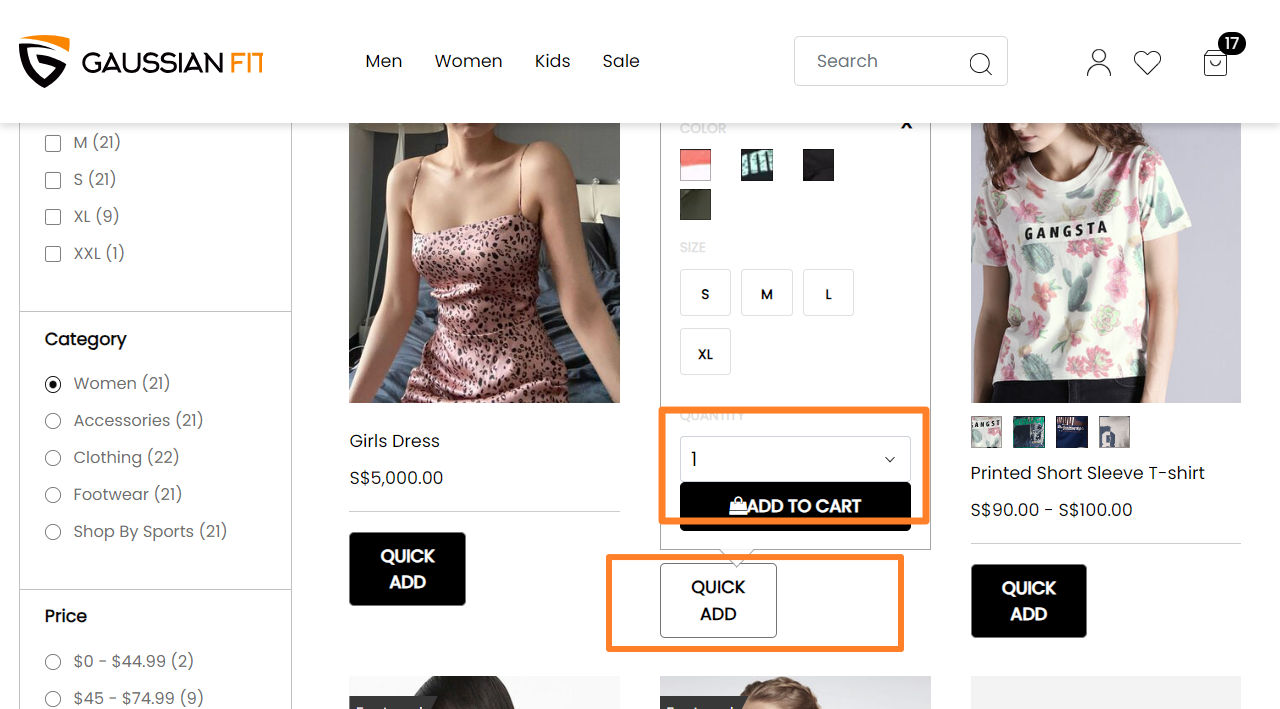 GAUSSIAN FIT
Men
Women
Kids
Sale
Search
17
M (21)
S (21)
XL (9)
XXL (1)
Category
Women (21)
Accessories (21)
Clothing (22)
Footwear (21)
Shop By Sports (21)
Price
$0 - $44.99 (2)
$45 - $74.99 (9)
Girls Dress
S$5,000.00
QUICK
ADD
COLOR
X
SIZE
S
M
L
XL
QUANTITY
1
ADD TO CART
QUICK
ADD
GANGSTA
Printed Short Sleeve T-shirt
S$90.00 - S$100.00
QUICK
ADD